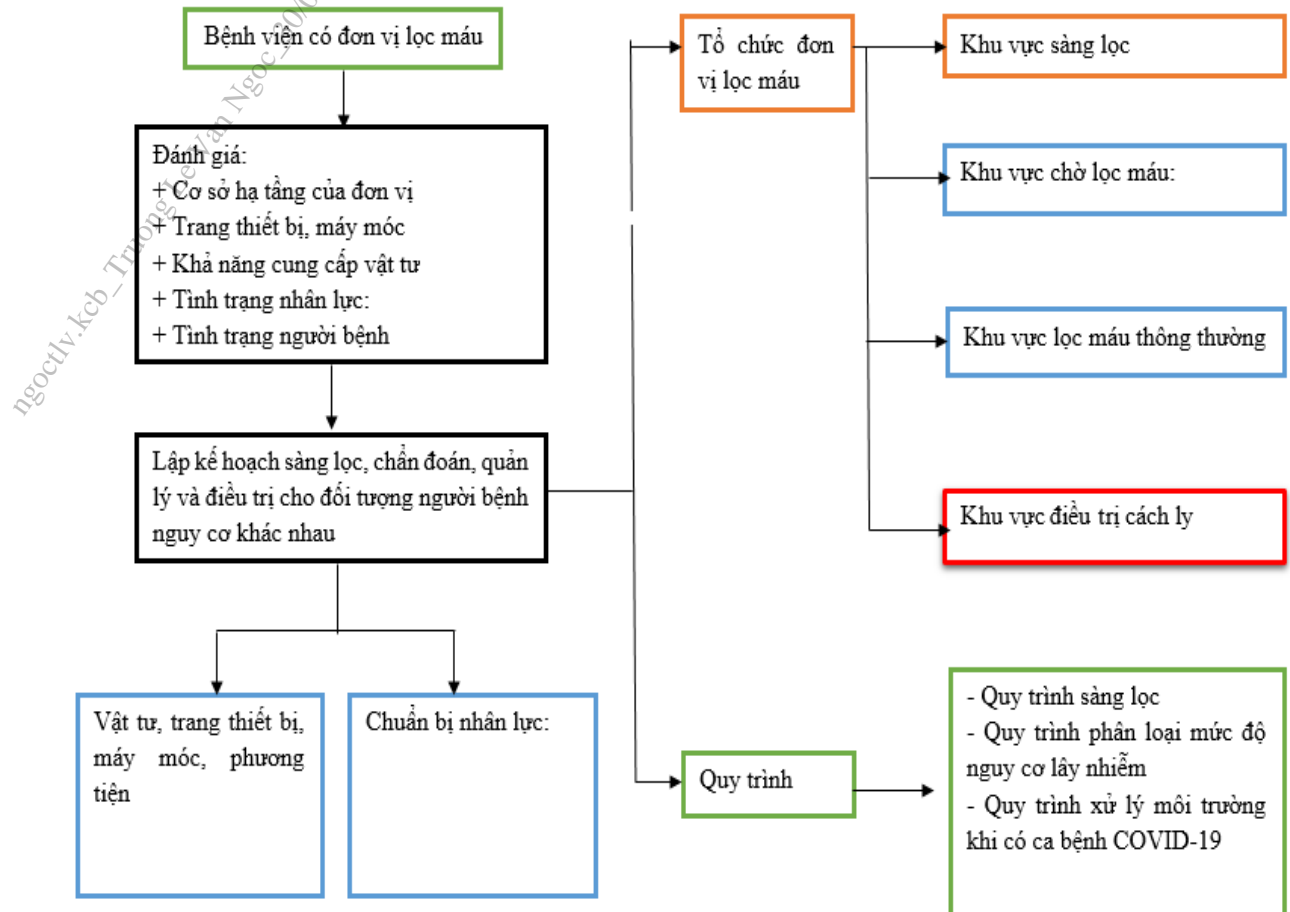 Bệnh viện có đơn vị lọc máu
Đánh giá:
+ Cơ sở hạ tầng của đơn vị
+ Trang thiết bị, máy móc
+ Khả năng cung cấp vật tư
+ Tình trạng nhân lực:
+ Tình trạng người bệnh
Lập kế hoạch sàng lọc, chẩn đoán, quản
lý và điều trị cho đối tượng người bệnh
nguy cơ khác nhau
Vật tư, trang thiết bị,
máy móc, phương
tiện
Chuẩn bị nhân lực:
Tổ chức đơn
vị lọc máu
Khu vực sàng lọc
Khu vực chờ lọc máu:
Khu vực lọc máu thông thường
Khu vực điều trị cách ly
Quy trình
- Quy trình sàng lọc
- Quy trình phân loại mức độ
nguy cơ lây nhiễm
- Quy trình xử lý môi trường
khi có ca bệnh COVID-19
ngoctlv.kcb_Truong Le Van Ngoc_30/0